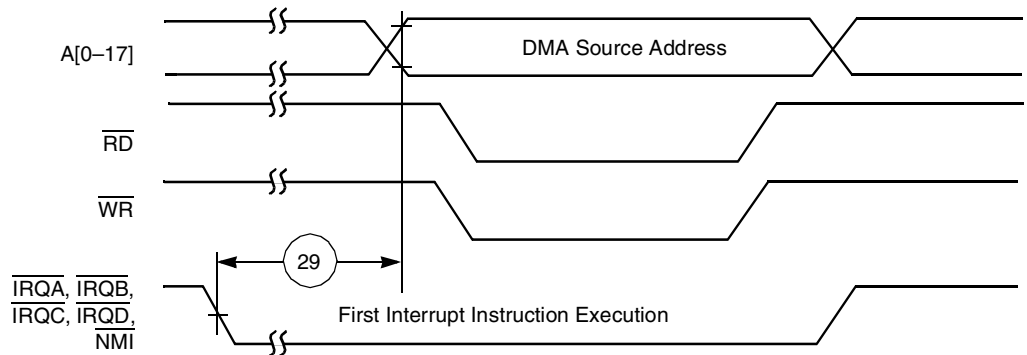 A[0–17]
DMA Source Address
RD
WR
29
IRQA, IRQB,
IRQC, IRQD,
NMI
First Interrupt Instruction Execution